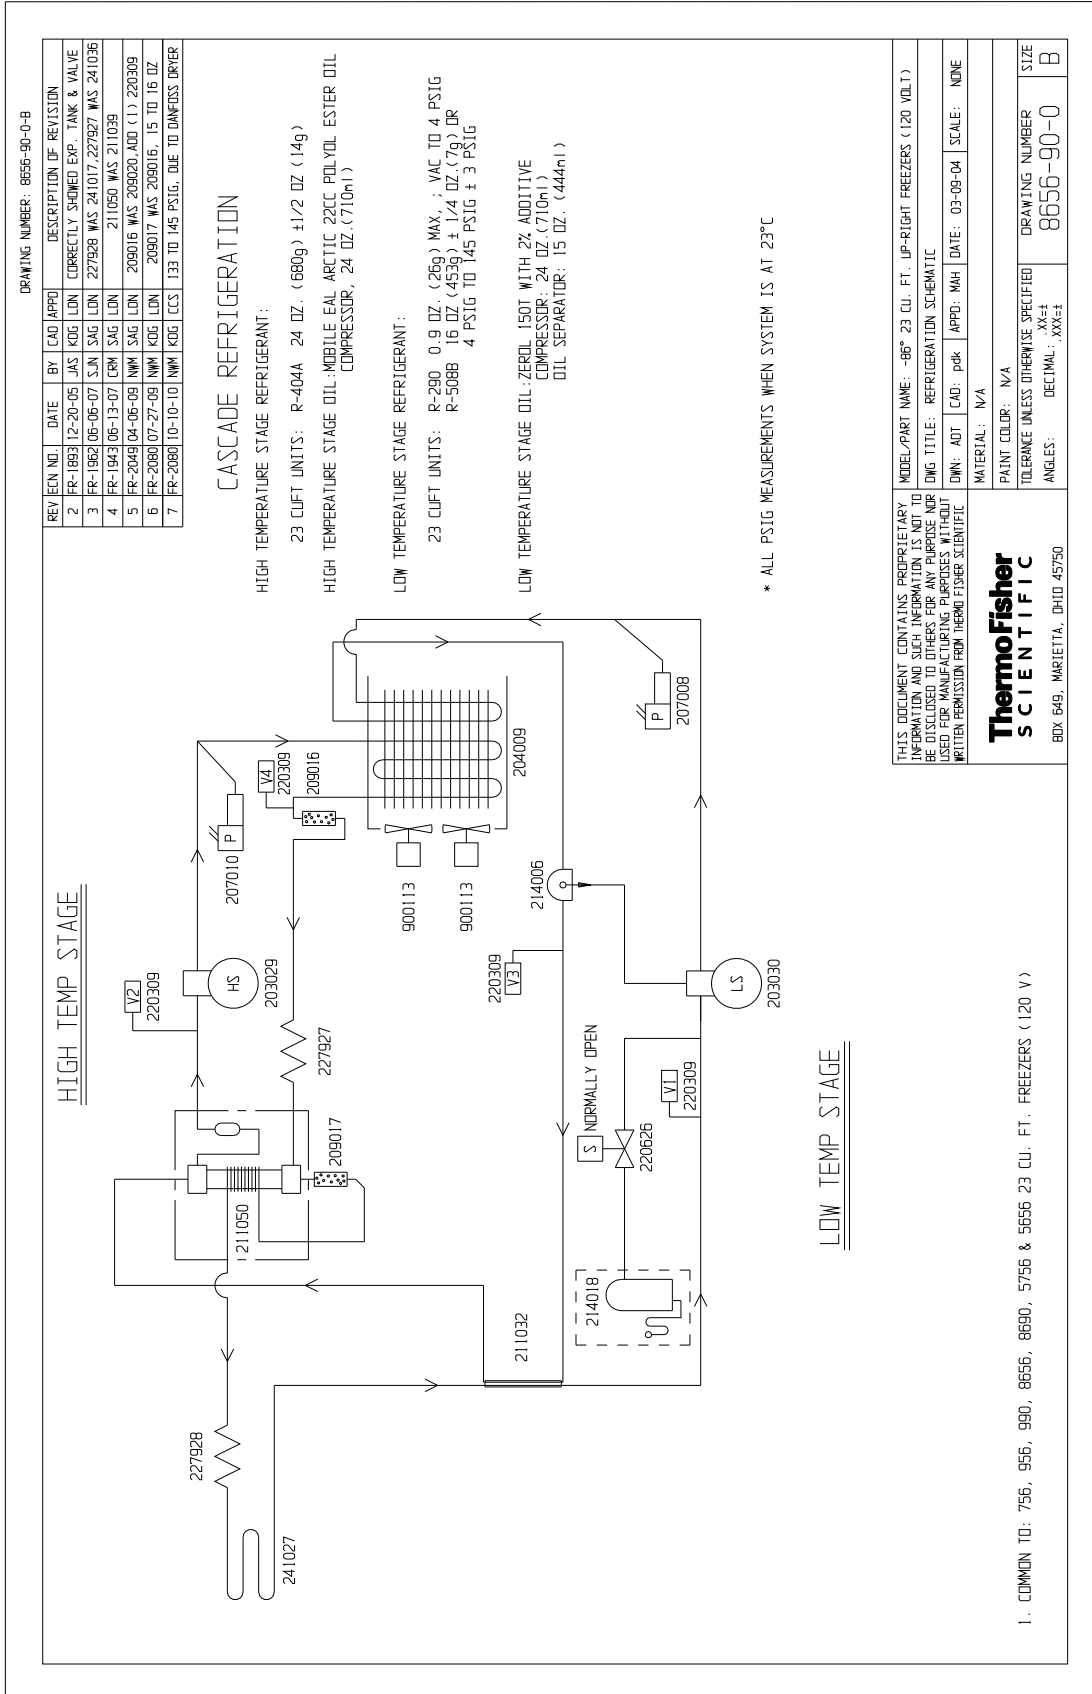 DRAWING NUMBER: 8656-90-0-B
REV ECN NO. DATE BY CAD APPD DESCRIPTION OF REVISION
2 FR-1893 12-20-05 JAS KDG LDN CORRECTLY SHOWED EXP. TANK & VALVE
3 FR-1962 06-06-07 SJN SAG LDN 227928 WAS 241017,227927 WAS 241036
4 FR-1943 06-13-07 CRM SAG LDN 211050 WAS 211039
5 FR-2049 04-06-09 NWM SAG LDN 209016 WAS 209020,ADD (1) 220309
6 FR-2080 07-27-09 NWM KDG LDN 209017 WAS 209016, 15 TO 16 OZ
7 FR-2080 10-10-10 NWM KDG CCS 133 TO 145 PSIG, DUE TO DANFOSS DRYER
CASCADE REFRIGERATION
HIGH TEMPERATURE STAGE REFRIGERANT:
23 CUFT UNITS: R-404A 24 OZ. (680g) ±1/2 OZ (14g)
HIGH TEMPERATURE STAGE OIL:MOBILE EAL ARCTIC 22CC POLYOL ESTER OIL
COMPRESSOR, 24 OZ.(710ml)
LOW TEMPERATURE STAGE REFRIGERANT:
23 CUFT UNITS: R-290 0.9 OZ. (26g) MAX, ; VAC TO 4 PSIG
R-508B 16 OZ (453g) ± 1/4 OZ.(7g) OR
4 PSIG TO 145 PSIG ± 3 PSIG
LOW TEMPERATURE STAGE OIL:ZEROL 150T WITH 2% ADDITIVE
COMPRESSOR: 24 OZ.(710ml)
OIL SEPARATOR: 15 OZ. (444ml)
* ALL PSIG MEASUREMENTS WHEN SYSTEM IS AT 23°C
HIGH TEMP STAGE
V2
220309
HS
203029
P
207010
V4
220309
209016
204009
900113
900113
P
207008
214006
V3
220309
LS
203030
V1
220309
S NORMALLY OPEN
220626
214018
211032
227927
209017
211050
227928
241027
LOW TEMP STAGE
1. COMMON TO: 756, 956, 990, 8656, 8690, 5756 & 5656 23 CU. FT. FREEZERS (120 V)
THIS DOCUMENT CONTAINS PROPRIETARY
INFORMATION AND SUCH INFORMATION IS NOT TO
BE DISCLOSED TO OTHERS FOR ANY PURPOSE NOR
USED FOR MANUFACTURING PURPOSES WITHOUT
WRITTEN PERMISSION FROM THERMO FISHER SCIENTIFIC
ThermoFisher
SCIENTIFIC
BOX 649, MARIETTA, OHIO 45750
MODEL/PART NAME: -86° 23 CU. FT. UP-RIGHT FREEZERS (120 VOLT)
DWG TITLE: REFRIGERATION SCHEMATIC
DWN: ADT CAD: pdk APPD: MAH DATE: 03-09-04 SCALE: NONE
MATERIAL: N/A
PAINT COLOR: N/A
TOLERANCE UNLESS OTHERWISE SPECIFIED
ANGLES: DECIMAL: .XX=±
.XXX=±
DRAWING NUMBER
8656-90-0
SIZE
B